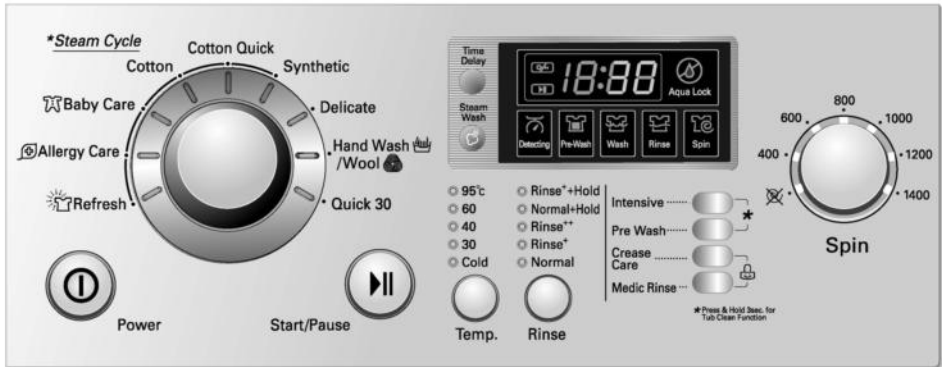 *Steam Cycle
Cotton Quick
Cotton
Synthetic
Baby Care
Delicate
Allergy Care
Hand Wash
/Wool
Refresh
Quick 30
Power
Start/Pause
Time
Delay
Steam
Wash
18:88
Aqua Lock
Detecting
Pre-Wash
Wash
Rinse
Spin
95℃
60
40
30
Cold
Temp.
Rinse⁺+Hold
Normal+Hold
Rinse⁺⁺
Rinse⁺
Normal
Rinse
Intensive
Pre Wash
*
Crease
Care
Medic Rinse
*Press & Hold 3sec. for
Tub Clean Function
400
600
800
1000
1200
1400
Spin